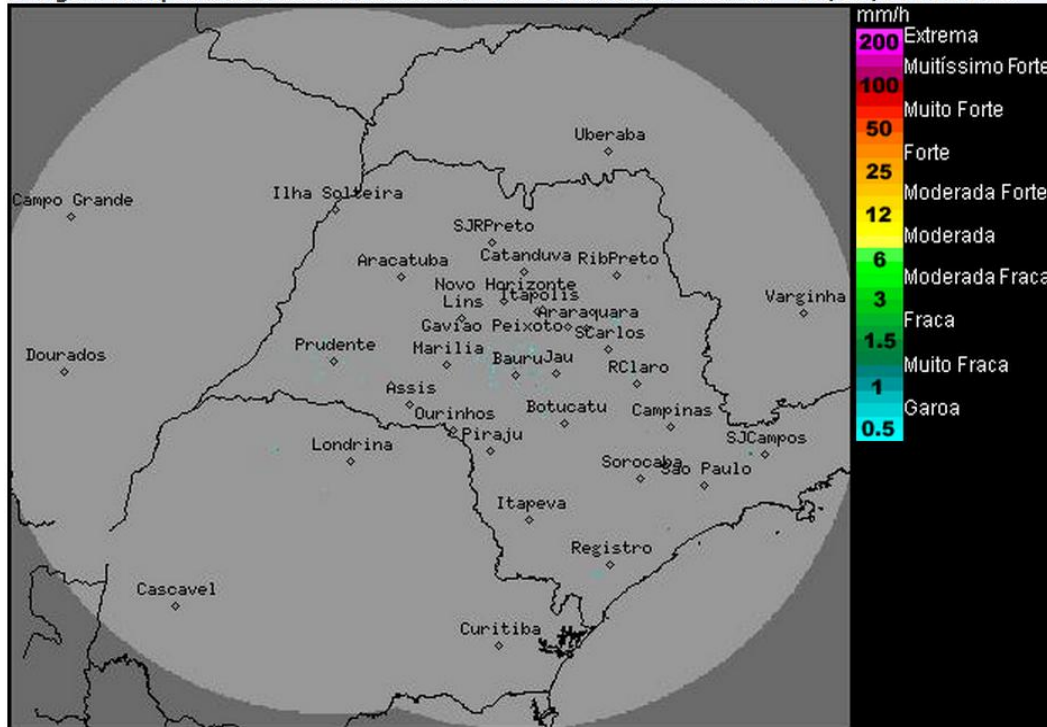 mm/h
200 Extrema
Muitíssimo Forte
100
Muito Forte
50
Forte
25
Moderada Forte
12
Moderada
6
Moderada Fraca
3
Fraca
1.5
Muito Fraca
1
Garoa
0.5
Uberaba
Campo Grande
Ilha Solteira
SJRPreto
Catanduva
RibPreto
Aracatuba
Novo Horizonte
Itapolis
Varginha
Lins
Araraquara
Gaviao Peixoto
SCarlos
Prudente
Marilia
Bauru
Jau
Dourados
RClaro
Assis
Botucatu
Campinas
Ourinhos
Piraju
SJCampos
Londrina
Sorocaba
Sao Paulo
Itapeva
Registro
Cascavel
Curitiba